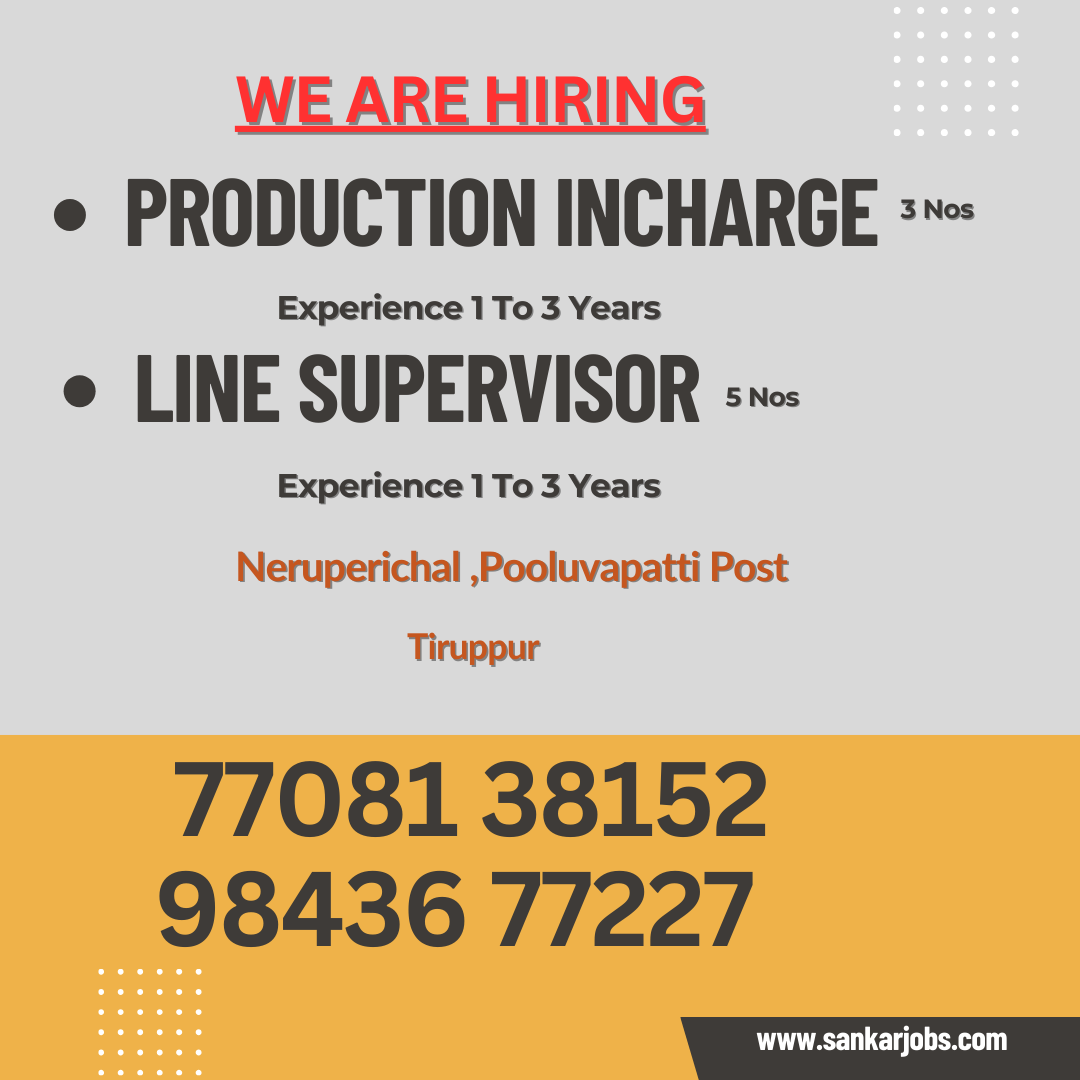 WE ARE HIRING
• PRODUCTION INCHARGE 3 Nos
Experience 1 To 3 Years
• LINE SUPERVISOR 5 Nos
Experience 1 To 3 Years
Neruperichal ,Pooluvapatti Post
Tiruppur
77081 38152
98436 77227
www.sankarjobs.com